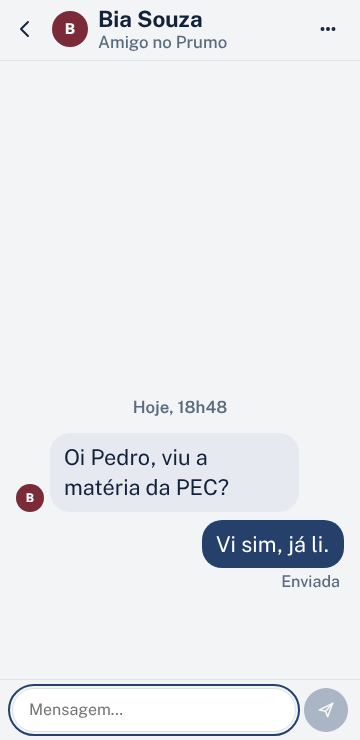 B
Bia Souza
Amigo no Prumo
Hoje, 18h48
Oi Pedro, viu a
matéria da PEC?
B
Vi sim, já li.
Enviada
Mensagem...